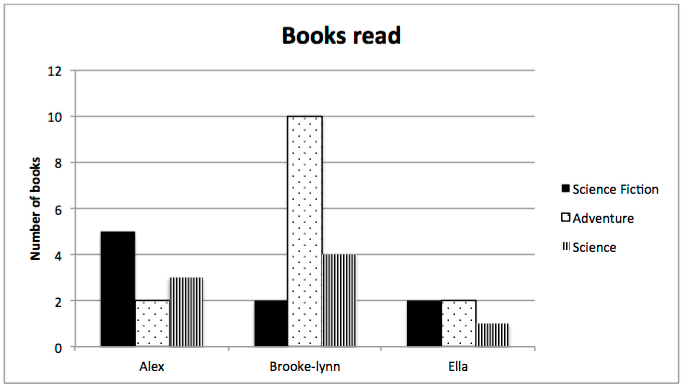 Books read
Number of books
12
10
8
6
4
2
0
Alex
Brooke-lynn
Ella
Science Fiction
Adventure
Science